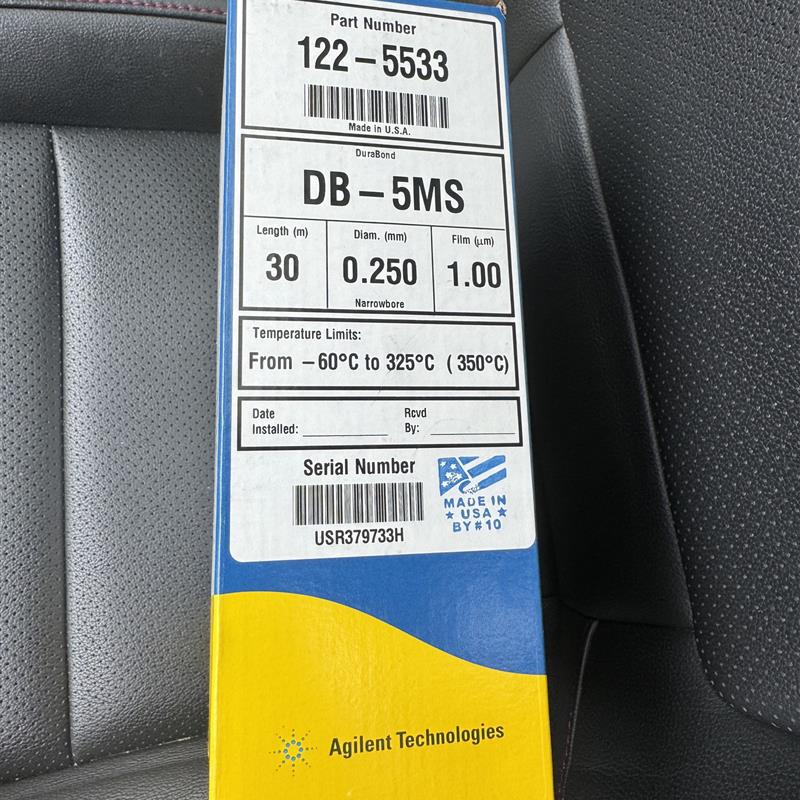 Part Number
122-5533
Made in U.S.A.
DuraBond
DB-5MS
Length (m)
30
Diam. (mm)
0.250
Narrowbore
Film (µm)
1.00
Temperature Limits:
From -60°C to 325°C (350°C)
Date
Installed:
Rcvd
By:
Serial Number
USR379733H
MADE IN
★ USA ★
BY #10
Agilent Technologies